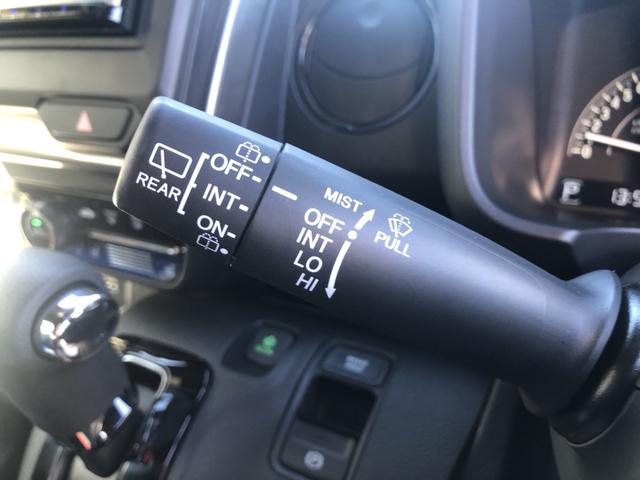 REAR
OFF
INT
ON
MIST
OFF
INT
LO
HI
PULL
P